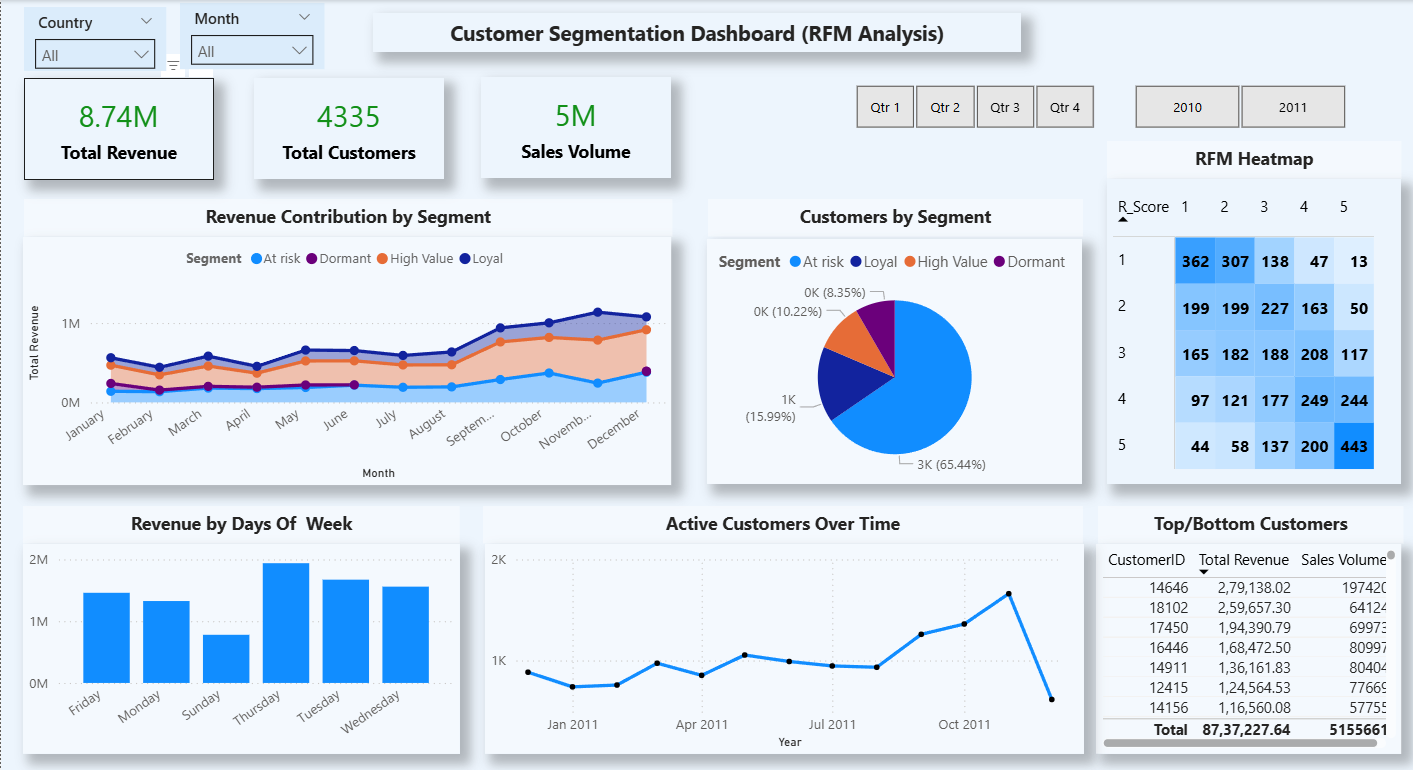 Country
All
Month
All
Customer Segmentation Dashboard (RFM Analysis)
8.74M
Total Revenue
4335
Total Customers
5M
Sales Volume
Qtr 1 Qtr 2 Qtr 3 Qtr 4
2010 2011
Revenue Contribution by Segment
Segment At risk Dormant High Value Loyal
Total Revenue
1M
0M
January February March April May June July August Septem... October Novemb... December
Month
Customers by Segment
Segment At risk Loyal High Value Dormant
0K (8.35%)
0K (10.22%)
1K
(15.99%)
3K (65.44%)
RFM Heatmap
R_Score 1 2 3 4 5
1 362 307 138 47 13
2 199 199 227 163 50
3 165 182 188 208 117
4 97 121 177 249 244
5 44 58 137 200 443
Revenue by Days Of  Week
2M
1M
0M
Friday Monday Sunday Thursday Tuesday Wednesday
Active Customers Over Time
2K
1K
Jan 2011 Apr 2011 Jul 2011 Oct 2011
Year
Top/Bottom Customers
CustomerID Total Revenue Sales Volume
14646 2,79,138.02 197420
18102 2,59,657.30 64124
17450 1,94,390.79 69973
16446 1,68,472.50 80997
14911 1,36,161.83 80404
12415 1,24,564.53 77669
14156 1,16,560.08 57755
Total 87,37,227.64 5155661